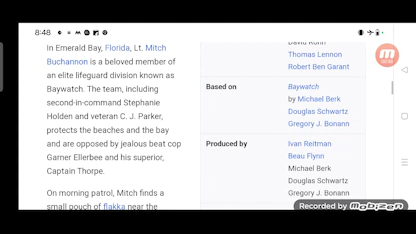 8:48
In Emerald Bay, Florida, Lt. Mitch
Buchannon is a beloved member of
an elite lifeguard division known as
Baywatch. The team, including
second-in-command Stephanie
Holden and veteran C. J. Parker,
protects the beaches and the bay
and are opposed by jealous beat cop
Garner Ellerbee and his superior,
Captain Thorpe.
On morning patrol, Mitch finds a
small pouch of flakka near the
Thomas Lennon
Robert Ben Garant
Based on
Baywatch
by Michael Berk
Douglas Schwartz
Gregory J. Bonann
Produced by
Ivan Reitman
Beau Flynn
Michael Berk
Douglas Schwartz
Gregory J. Bonann
Recorded by Mobizen